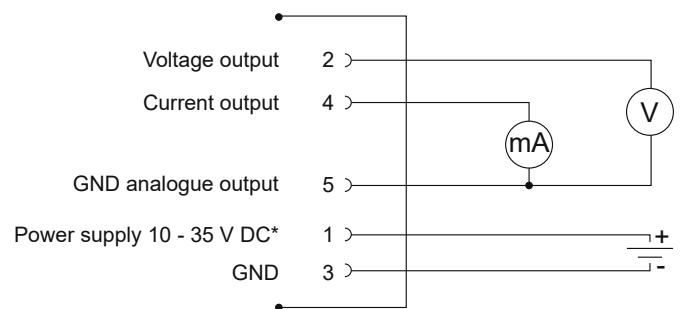 Voltage output 2
V
Current output 4
mA
GND analogue output 5
Power supply 10 - 35 V DC* 1
+
GND 3
-